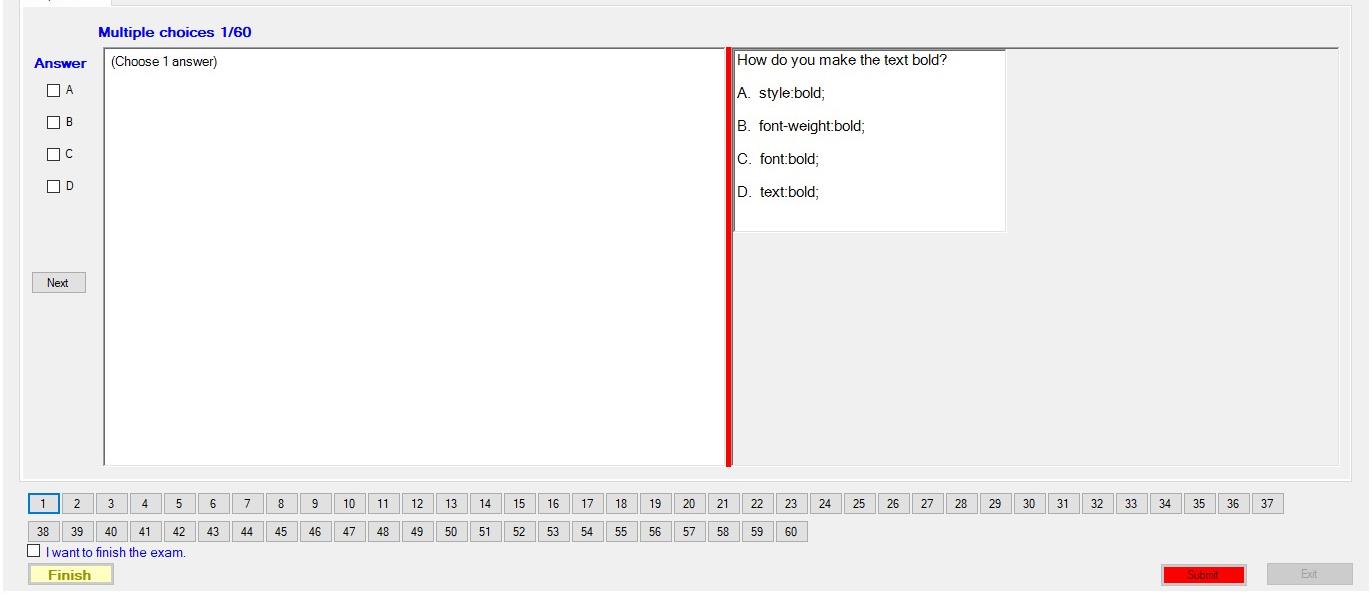 Multiple choices 1/60
Answer
(Choose 1 answer)
A
B
C
D
Next
How do you make the text bold?
A. style:bold;
B. font-weight:bold;
C. font:bold;
D. text:bold;
1 2 3 4 5 6 7 8 9 10 11 12 13 14 15 16 17 18 19 20 21 22 23 24 25 26 27 28 29 30 31 32 33 34 35 36 37
38 39 40 41 42 43 44 45 46 47 48 49 50 51 52 53 54 55 56 57 58 59 60
I want to finish the exam.
Finish
Submit
Exit